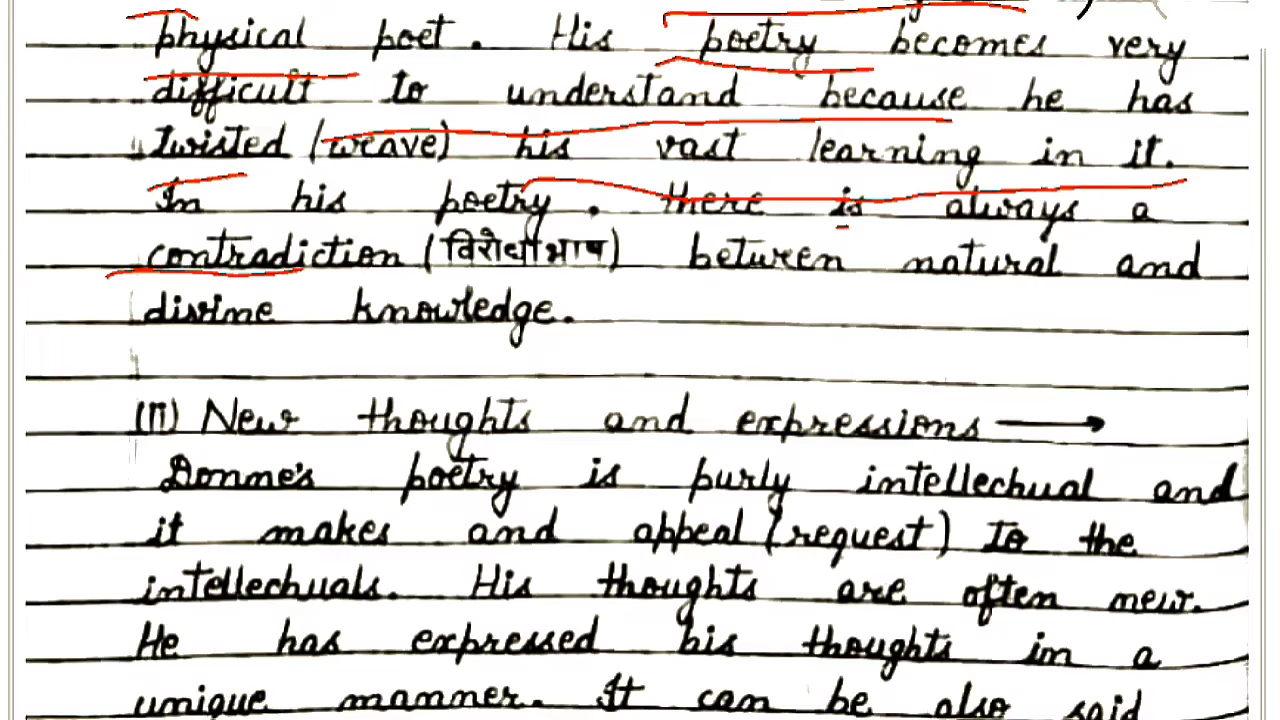 physical poet. His poetry becomes very
difficult to understand because he has
twisted (weave) his vast learning in it.
In his poetry. there is always a
contradiction (विरोधाभाष) between natural and
divine knowledge.
(II) New thoughts and expressions →
Donne's poetry is purly intellechual and
it makes and appeal (request) to the
intellechuals. His thoughts are often new.
He has expressed his thoughts in a
unique manner. It can be also said